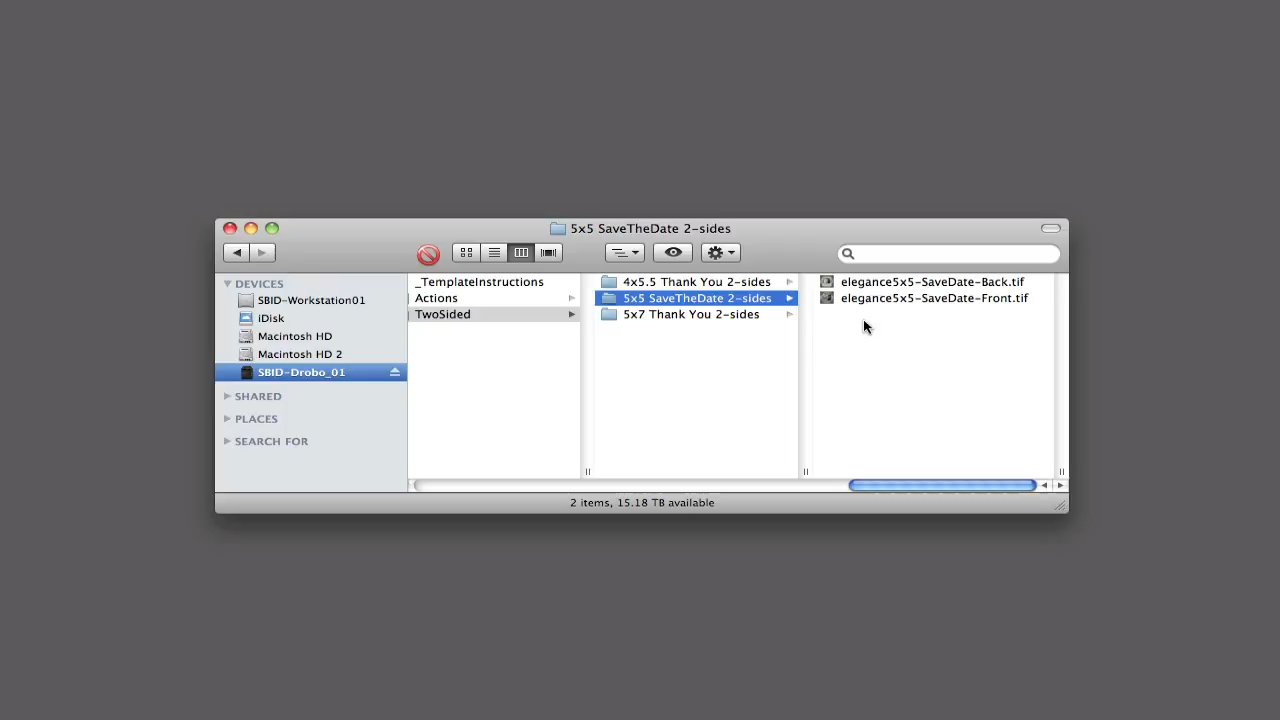 5x5 SaveTheDate 2-sides
DEVICES
SBID-Workstation01
iDisk
Macintosh HD
Macintosh HD 2
SBID-Drobo_01
SHARED
PLACES
SEARCH FOR
_TemplateInstructions
Actions
TwoSided
4x5.5 Thank You 2-sides
5x5 SaveTheDate 2-sides
5x7 Thank You 2-sides
elegance5x5-SaveDate-Back.tif
elegance5x5-SaveDate-Front.tif
2 items, 15.18 TB available